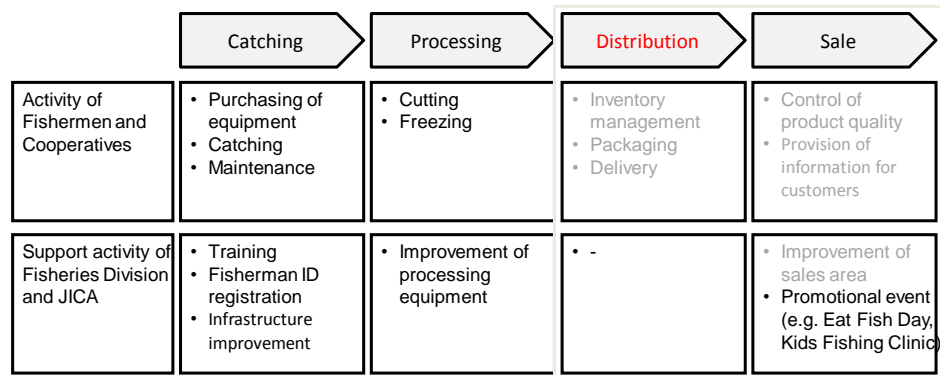 Catching
Processing
Distribution
Sale
Activity of
Fishermen and
Cooperatives
• Purchasing of
equipment
• Catching
• Maintenance
• Cutting
• Freezing
• Inventory
management
• Packaging
• Delivery
• Control of
product quality
• Provision of
information for
customers
Support activity of
Fisheries Division
and JICA
• Training
• Fisherman ID
registration
• Infrastructure
improvement
• Improvement of
processing
equipment
• -
• Improvement of
sales area
• Promotional event
(e.g. Eat Fish Day,
Kids Fishing Clinic)